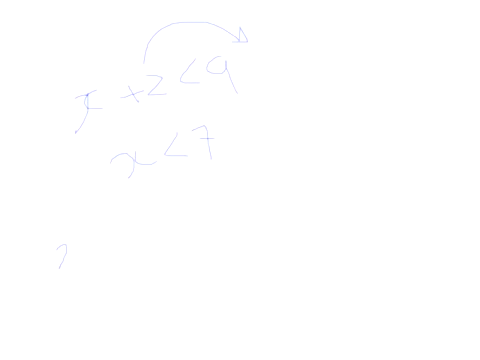 x + 2 < 9
x < 7